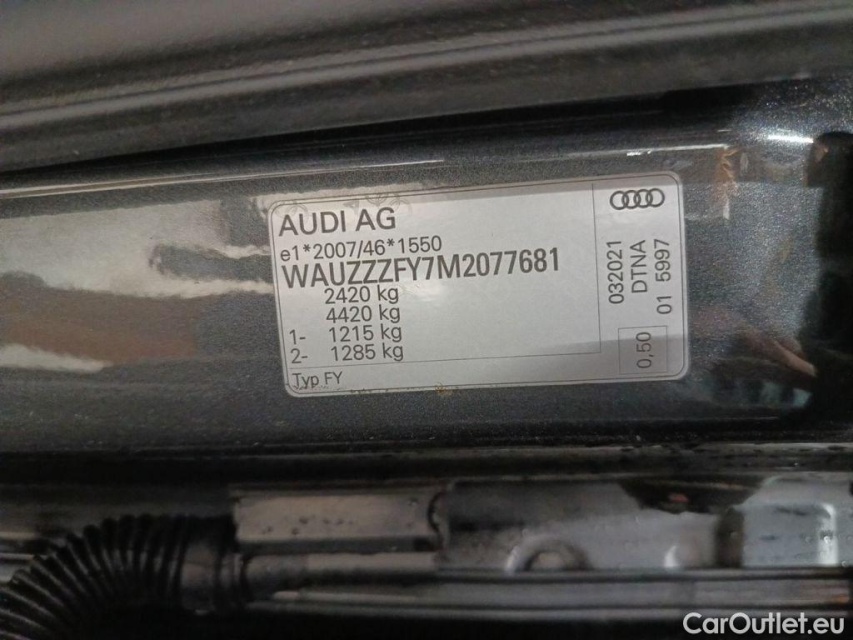 AUDI AG
e1*2007/46*1550
WAUZZZFY7M2077681
2420 kg
4420 kg
1- 1215 kg
2- 1285 kg
Typ FY
032021
DTNA
01 5997
0,50
CarOutlet.eu